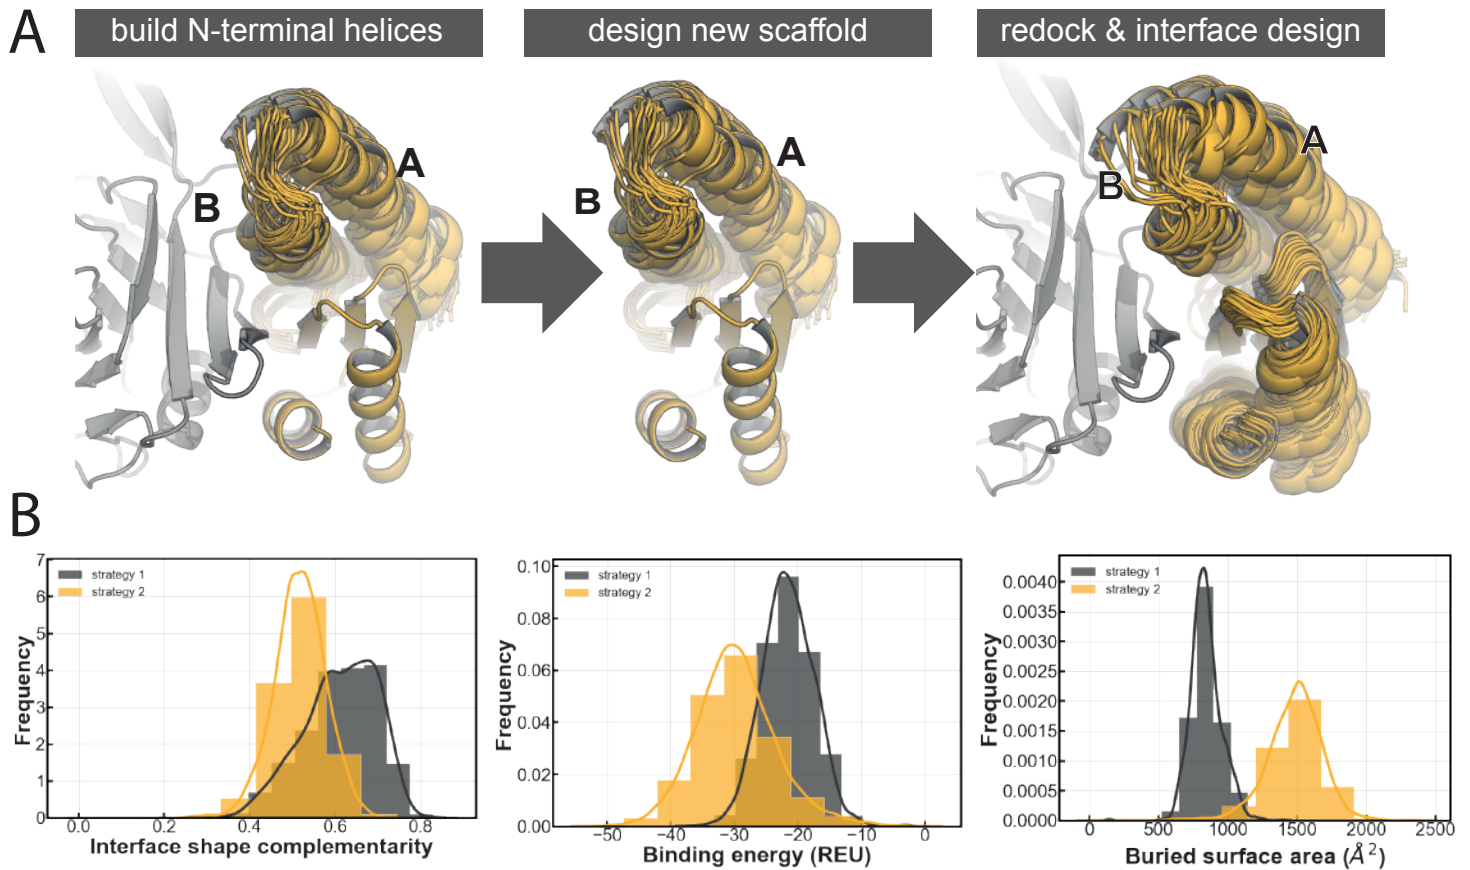 A
build N-terminal helices
design new scaffold
redock & interface design
A
B
A
B
A
B
B
strategy 1
strategy 2
Frequency
7
6
5
4
3
2
1
0
0.0
0.2
0.4
0.6
0.8
Interface shape complementarity
strategy 1
strategy 2
Frequency
0.10
0.08
0.06
0.04
0.02
0.00
−50
−40
−30
−20
−10
0
Binding energy (REU)
strategy 1
strategy 2
Frequency
0.0040
0.0035
0.0030
0.0025
0.0020
0.0015
0.0010
0.0005
0.0000
0
500
1000
1500
2000
2500
Buried surface area (Å²)